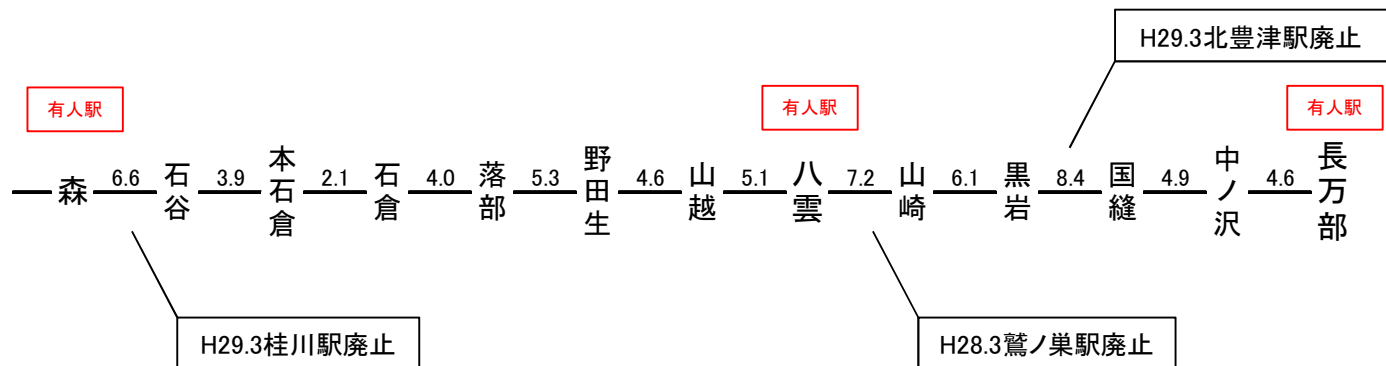 H29.3北豊津駅廃止
有人駅
有人駅
有人駅
森 6.6 石谷 3.9 本石倉 2.1 石倉 4.0 落部 5.3 野田生 4.6 山越 5.1 八雲 7.2 山崎 6.1 黒岩 8.4 国縫 4.9 中ノ沢 4.6 長万部
H29.3桂川駅廃止
H28.3鷲ノ巣駅廃止